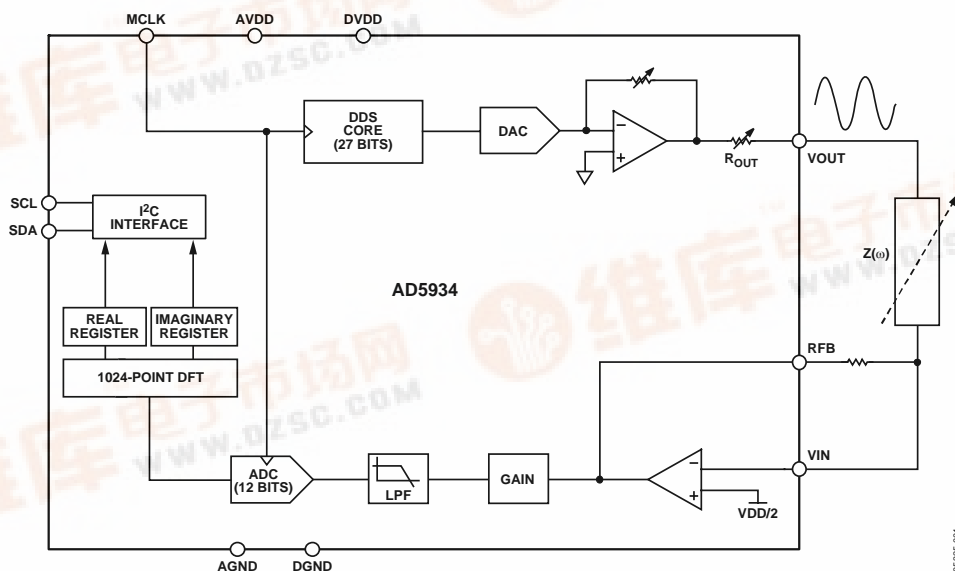 MCLK AVDD DVDD
DDS
CORE
(27 BITS)
DAC
ROUT
VOUT
SCL
SDA
I2C
INTERFACE
Z(ω)
AD5934
REAL
REGISTER
IMAGINARY
REGISTER
RFB
1024-POINT DFT
ADC
(12 BITS)
LPF
GAIN
VIN
VDD/2
AGND DGND
维库电子市场网
WWW.DZSC.COM